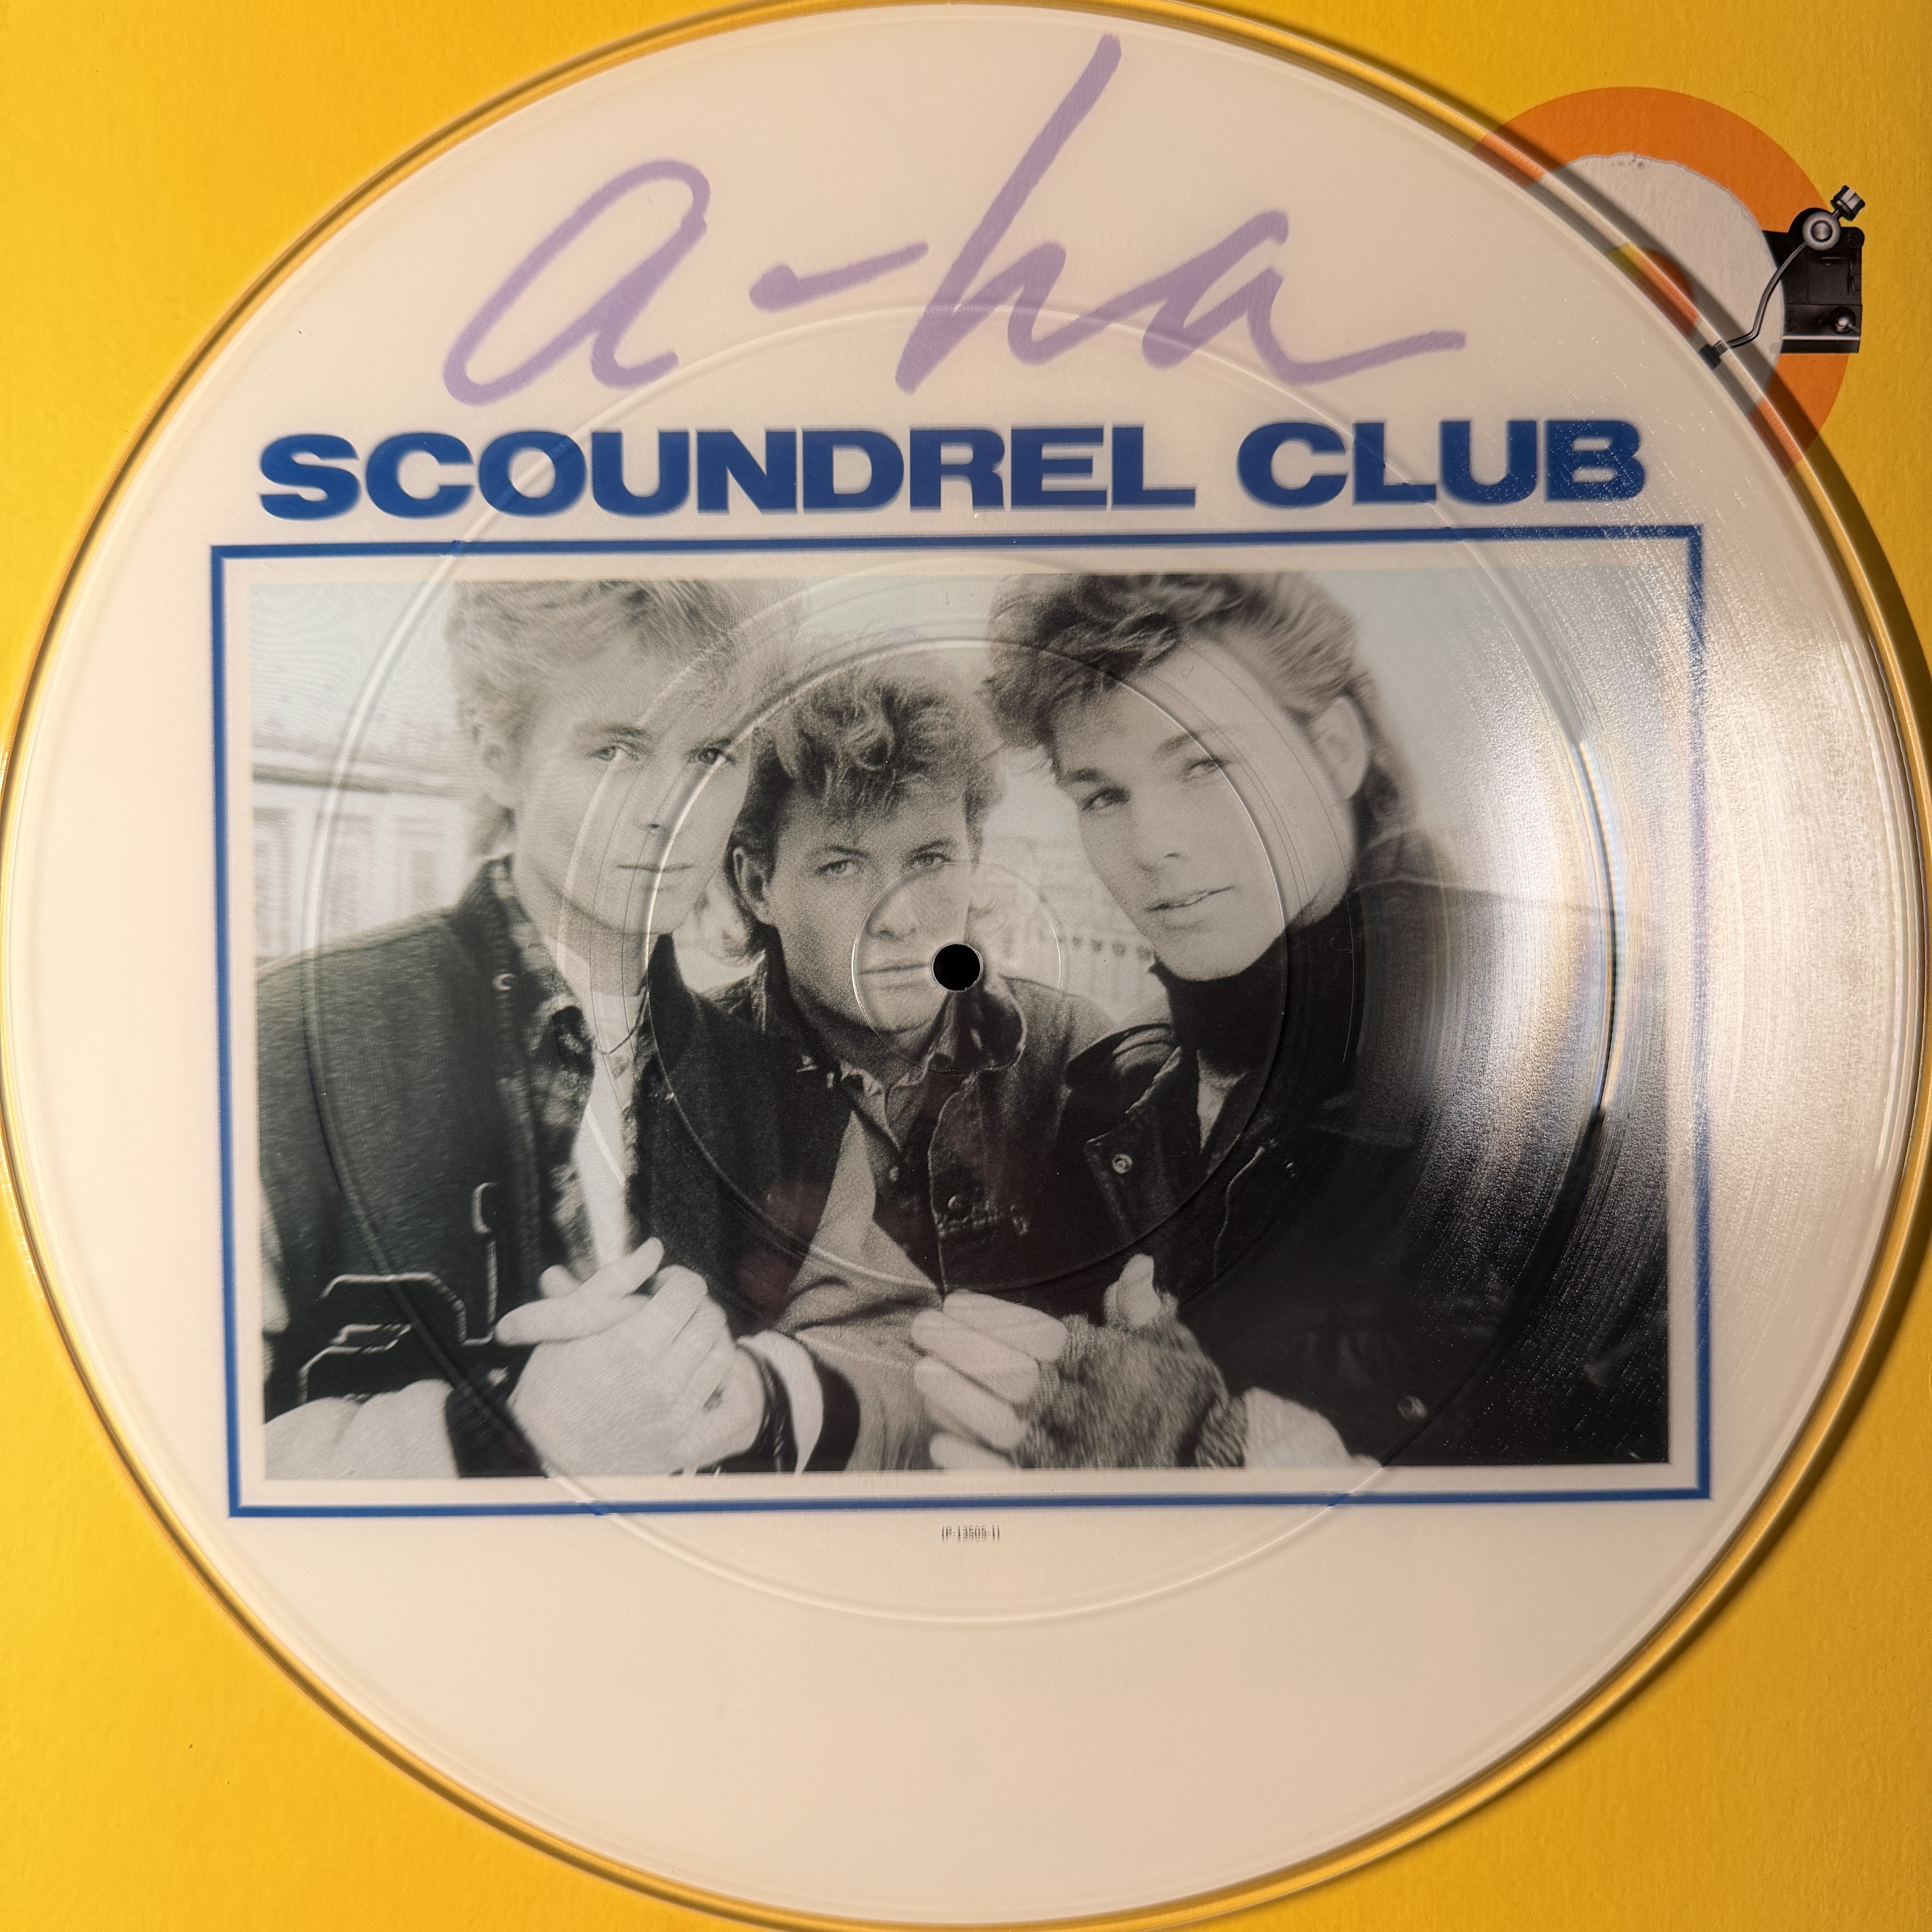 a-ha
SCOUNDREL CLUB
(P-13505-1)